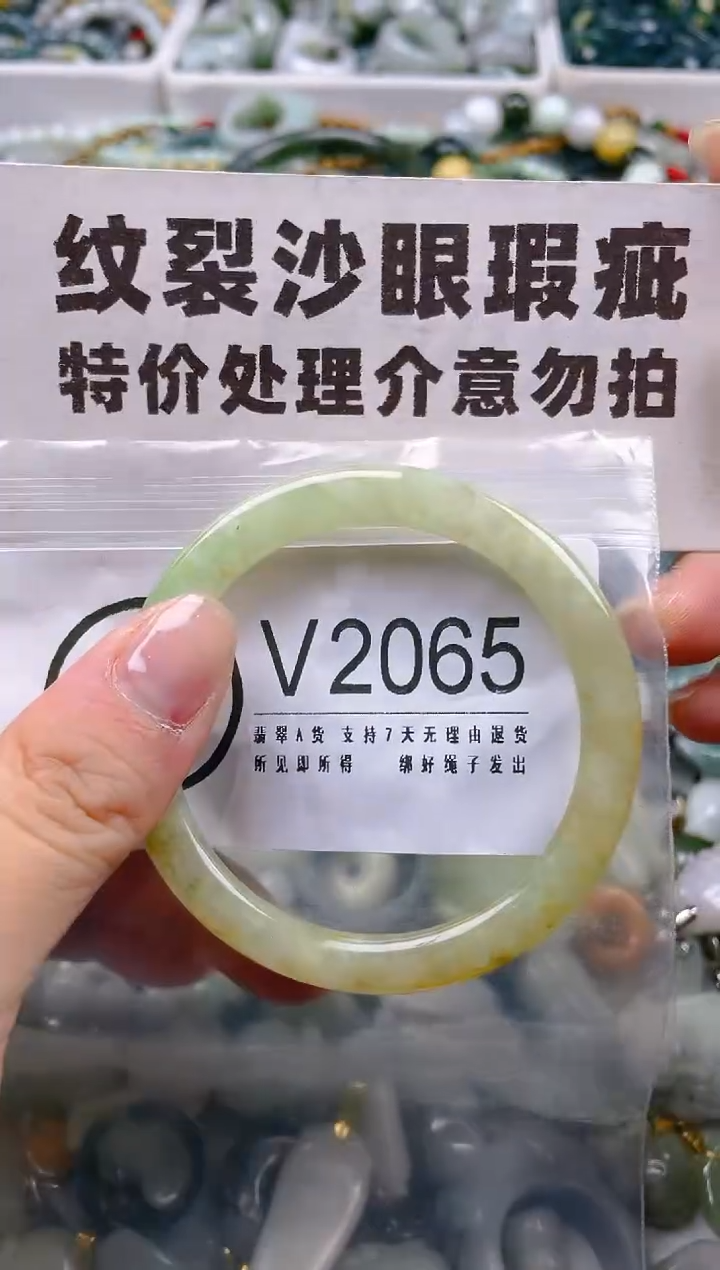 纹裂沙眼瑕疵
特价处理介意勿拍
V2065
翡翠A货 支持7天无理由退货
所见即所得 绑好绳子发出